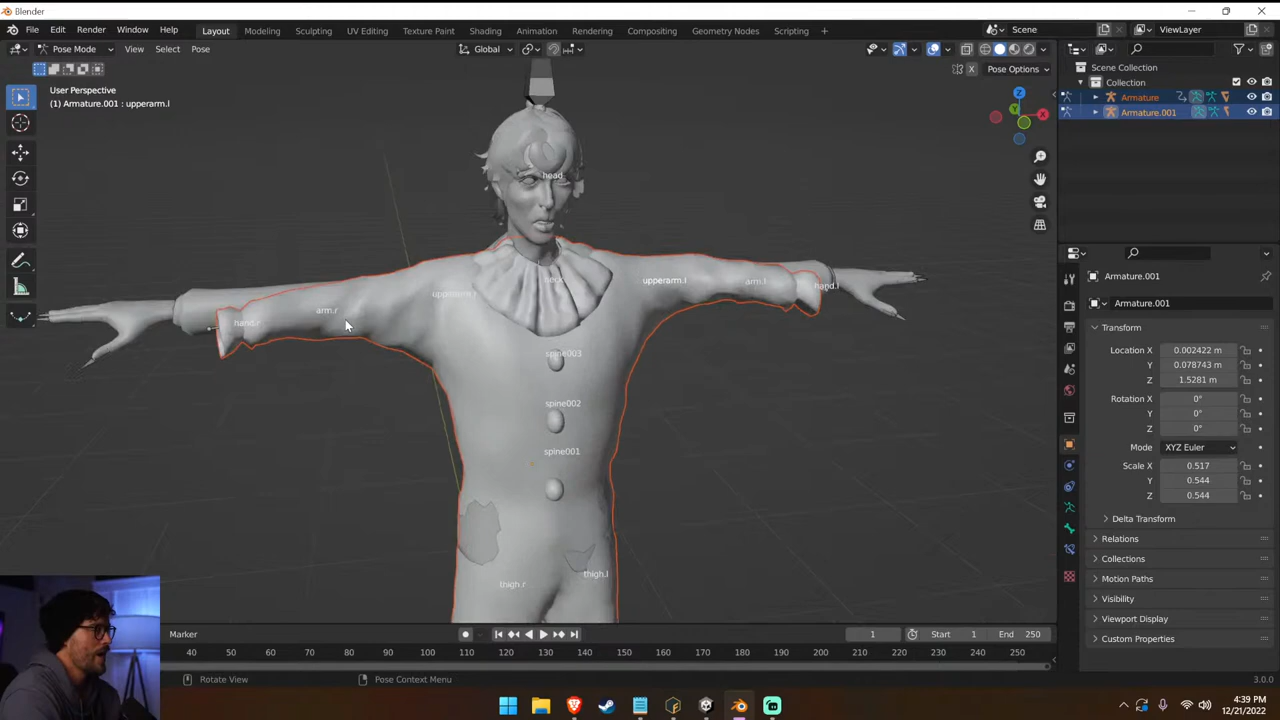 Blender
File Edit Render Window Help Layout Modeling Sculpting UV Editing Texture Paint Shading Animation Rendering Compositing Geometry Nodes Scripting Scene ViewLayer
Pose Mode View Select Pose Global
X Pose Options
User Perspective
(1) Armature.001 : upperarm.l
Scene Collection
Collection
Armature
Armature.001
Z
Y
X
head
neck
upperarm.r
upperarm.l
arm.l
hand.l
arm.r
hand.r
spine003
spine002
spine001
thigh.l
thigh.r
Armature.001
Armature.001
Transform
Location X 0.002422 m
Y 0.078743 m
Z 1.5281 m
Rotation X 0°
Y 0°
Z 0°
Mode XYZ Euler
Scale X 0.517
Y 0.544
Z 0.544
Delta Transform
Relations
Collections
Motion Paths
Visibility
Viewport Display
Custom Properties
Marker 1 Start 1 End 250
40 50 60 70 80 90 100 110 120 130 140 150 160 170 180 190 200 210 220 230 240 250
Rotate View Pose Context Menu 3.0.0
4:39 PM
12/21/2022